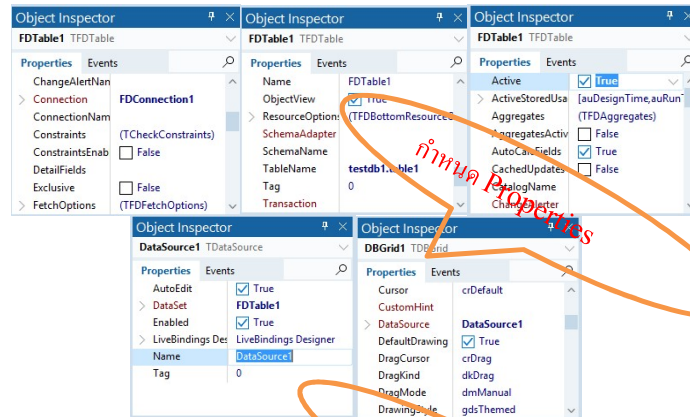 Object Inspector
FDTable1 TFDTable
Properties Events
ChangeAlertNan
Connection FDConnection1
ConnectionNam
Constraints (TCheckConstraints)
ConstraintsEnab False
DetailFields
Exclusive False
FetchOptions (TFDFetchOptions)
Object Inspector
FDTable1 TFDTable
Properties Events
Name FDTable1
ObjectView True
ResourceOption (TFDBottomResourceO
SchemaAdapter
SchemaName
TableName testdb1.table1
Tag 0
Transaction
Object Inspector
FDTable1 TFDTable
Properties Events
Active True
ActiveStoredUsa [auDesignTime,auRunT
Aggregates (TFDAggregates)
AggregatesActiv False
AutoCalcFields True
CachedUpdates False
CatalogName
ChangeAlerter
กำหนด Properties
Object Inspector
DataSource1 TDataSource
Properties Events
AutoEdit True
DataSet FDTable1
Enabled True
LiveBindings Des LiveBindings Designer
Name DataSource1
Tag 0
Object Inspector
DBGrid1 TDBGrid
Properties Events
Cursor crDefault
CustomHint
DataSource DataSource1
DefaultDrawing True
DragCursor crDrag
DragKind dkDrag
DragMode dmManual
DrawingStyle gdsThemed